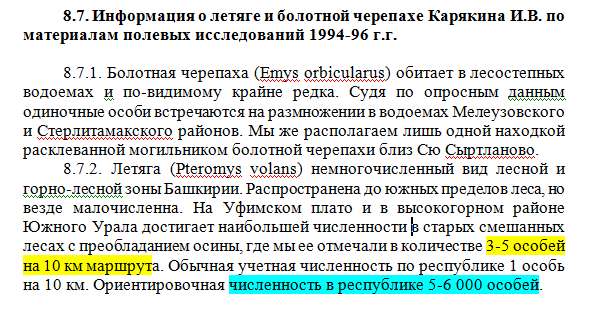 8.7. Информация о летяге и болотной черепахе Карякина И.В. по
материалам полевых исследований 1994-96 г.г.
8.7.1. Болотная черепаха (Emys orbicularus) обитает в лесостепных
водоемах и по-видимому крайне редка. Судя по опросным данным
одиночные особи встречаются на размножении в водоемах Мелеузовского
и Стерлитамакского районов. Мы же располагаем лишь одной находкой
расклеванной могильником болотной черепахи близ Сю Сыртланово.
8.7.2. Летяга (Pteromys volans) немногочисленный вид лесной и
горно-лесной зоны Башкирии. Распространена до южных пределов леса, но
везде малочисленна. На Уфимском плато и в высокогорном районе
Южного Урала достигает наибольшей численности в старых смешанных
лесах с преобладанием осины, где мы ее отмечали в количестве 3-5 особей
на 10 км маршрута. Обычная учетная численность по республике 1 особь
на 10 км. Ориентировочная численность в республике 5-6 000 особей.